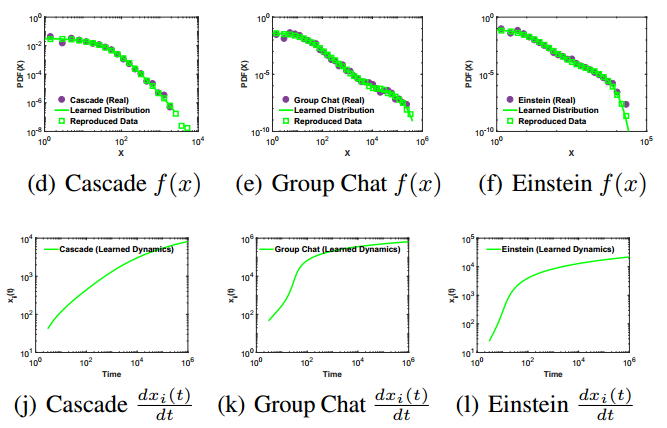 10^0
10^-2
10^-4
10^-6
10^-8
PDF (X)
Cascade (Real)
Learned Distribution
Reproduced Data
10^0 10^2 10^4
X
10^0
10^-5
10^-10
PDF (X)
Group Chat (Real)
Learned Distribution
Reproduced Data
10^0 10^2 10^4 10^6
X
10^0
10^-5
10^-10
PDF (X)
Einstein (Real)
Learned Distribution
Reproduced Data
10^0 10^5
X
(d) Cascade f(x) (e) Group Chat f(x) (f) Einstein f(x)
10^4
10^3
10^2
10^1
x_i(t)
Cascade (Learned Dynamics)
10^0 10^2 10^4 10^6
Time
10^6
10^4
10^2
10^0
x_i(t)
Group Chat (Learned Dynamics)
10^0 10^2 10^4 10^6
Time
10^5
10^4
10^3
10^2
10^1
x_i(t)
Einstein (Learned Dynamics)
10^0 10^2 10^4 10^6
Time
(j) Cascade dx_i(t)/dt (k) Group Chat dx_i(t)/dt (l) Einstein dx_i(t)/dt